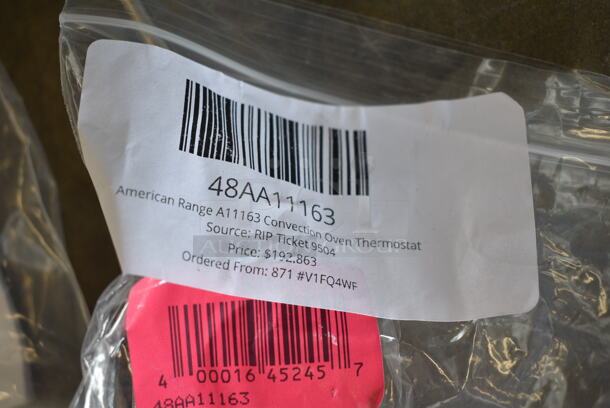 48AA11163
American Range A11163 Convection Oven Thermostat
Source: RIP Ticket 9504
Price: $192.863
Ordered From: 871 #V1FQ4WF
4 00016 45245 7
48AA11163